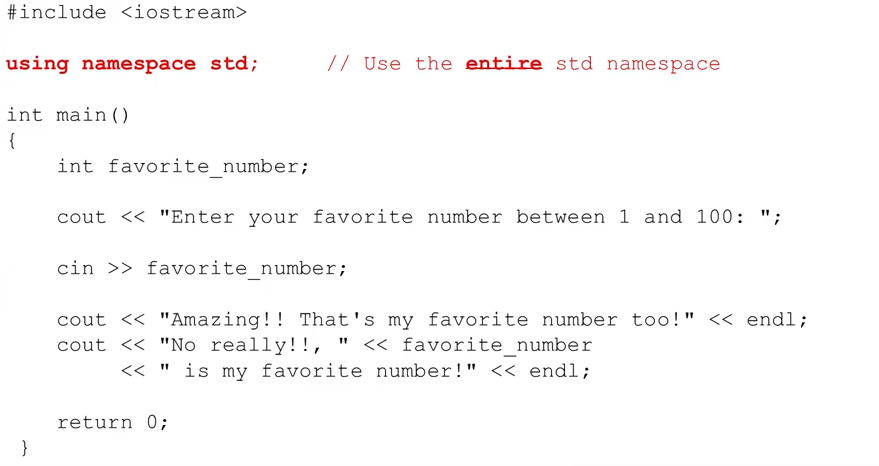 #include <iostream>
using namespace std;      // Use the entire std namespace
int main()
{
    int favorite_number;
    cout << "Enter your favorite number between 1 and 100: ";
    cin >> favorite_number;
    cout << "Amazing!! That's my favorite number too!" << endl;
    cout << "No really!!, " << favorite_number
         << " is my favorite number!" << endl;
    return 0;
 }